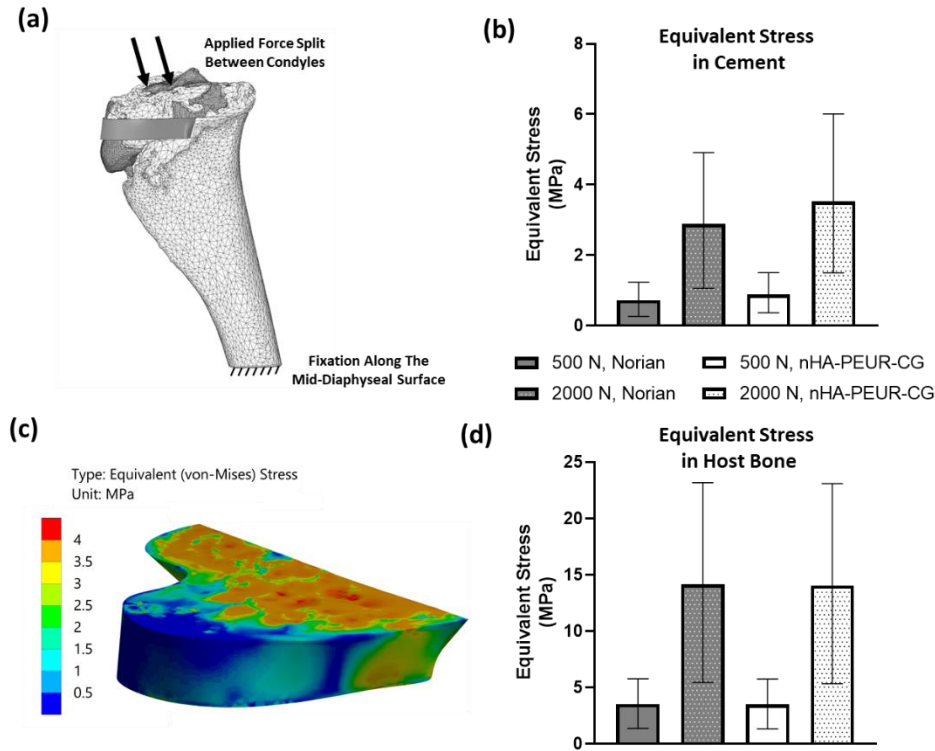 (a)
Applied Force Split
Between Condyles
Fixation Along The
Mid-Diaphyseal Surface
(b)
Equivalent Stress
in Cement
Equivalent Stress
(MPa)
8
6
4
2
0
500 N, Norian
500 N, nHA-PEUR-CG
2000 N, Norian
2000 N, nHA-PEUR-CG
(c)
Type: Equivalent (von-Mises) Stress
Unit: MPa
4
3.5
3
2.5
2
1.5
1
0.5
(d)
Equivalent Stress
in Host Bone
Equivalent Stress
(MPa)
25
20
15
10
5
0